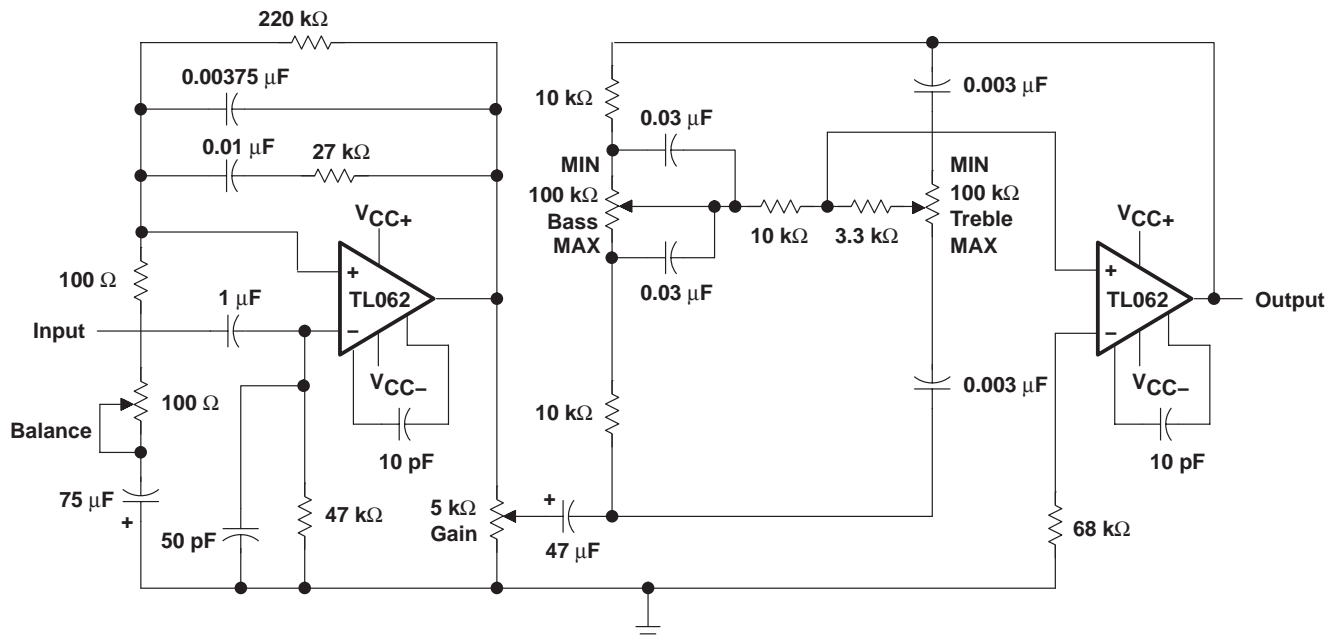 220 kΩ
0.00375 μF
0.01 μF
27 kΩ
VCC+
100 Ω
+
TL062
−
1 μF
Input
VCC−
100 Ω
Balance
10 pF
75 μF
+
50 pF
47 kΩ
5 kΩ
Gain
+
47 μF
10 kΩ
0.03 μF
MIN
100 kΩ
Bass
MAX
0.03 μF
10 kΩ
10 kΩ
3.3 kΩ
0.003 μF
MIN
100 kΩ
Treble
MAX
0.003 μF
VCC+
+
TL062
−
Output
VCC−
10 pF
68 kΩ